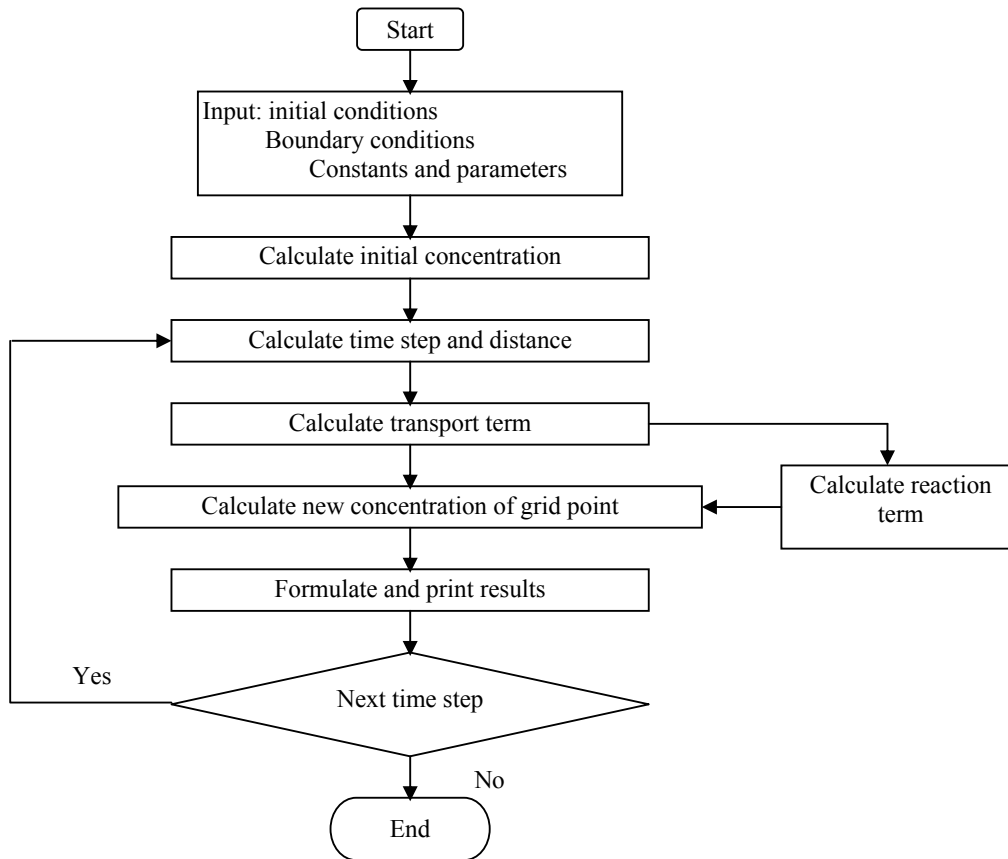 Start
Input: initial conditions
Boundary conditions
Constants and parameters
Calculate initial concentration
Calculate time step and distance
Calculate transport term
Calculate reaction
term
Calculate new concentration of grid point
Formulate and print results
Yes
Next time step
No
End